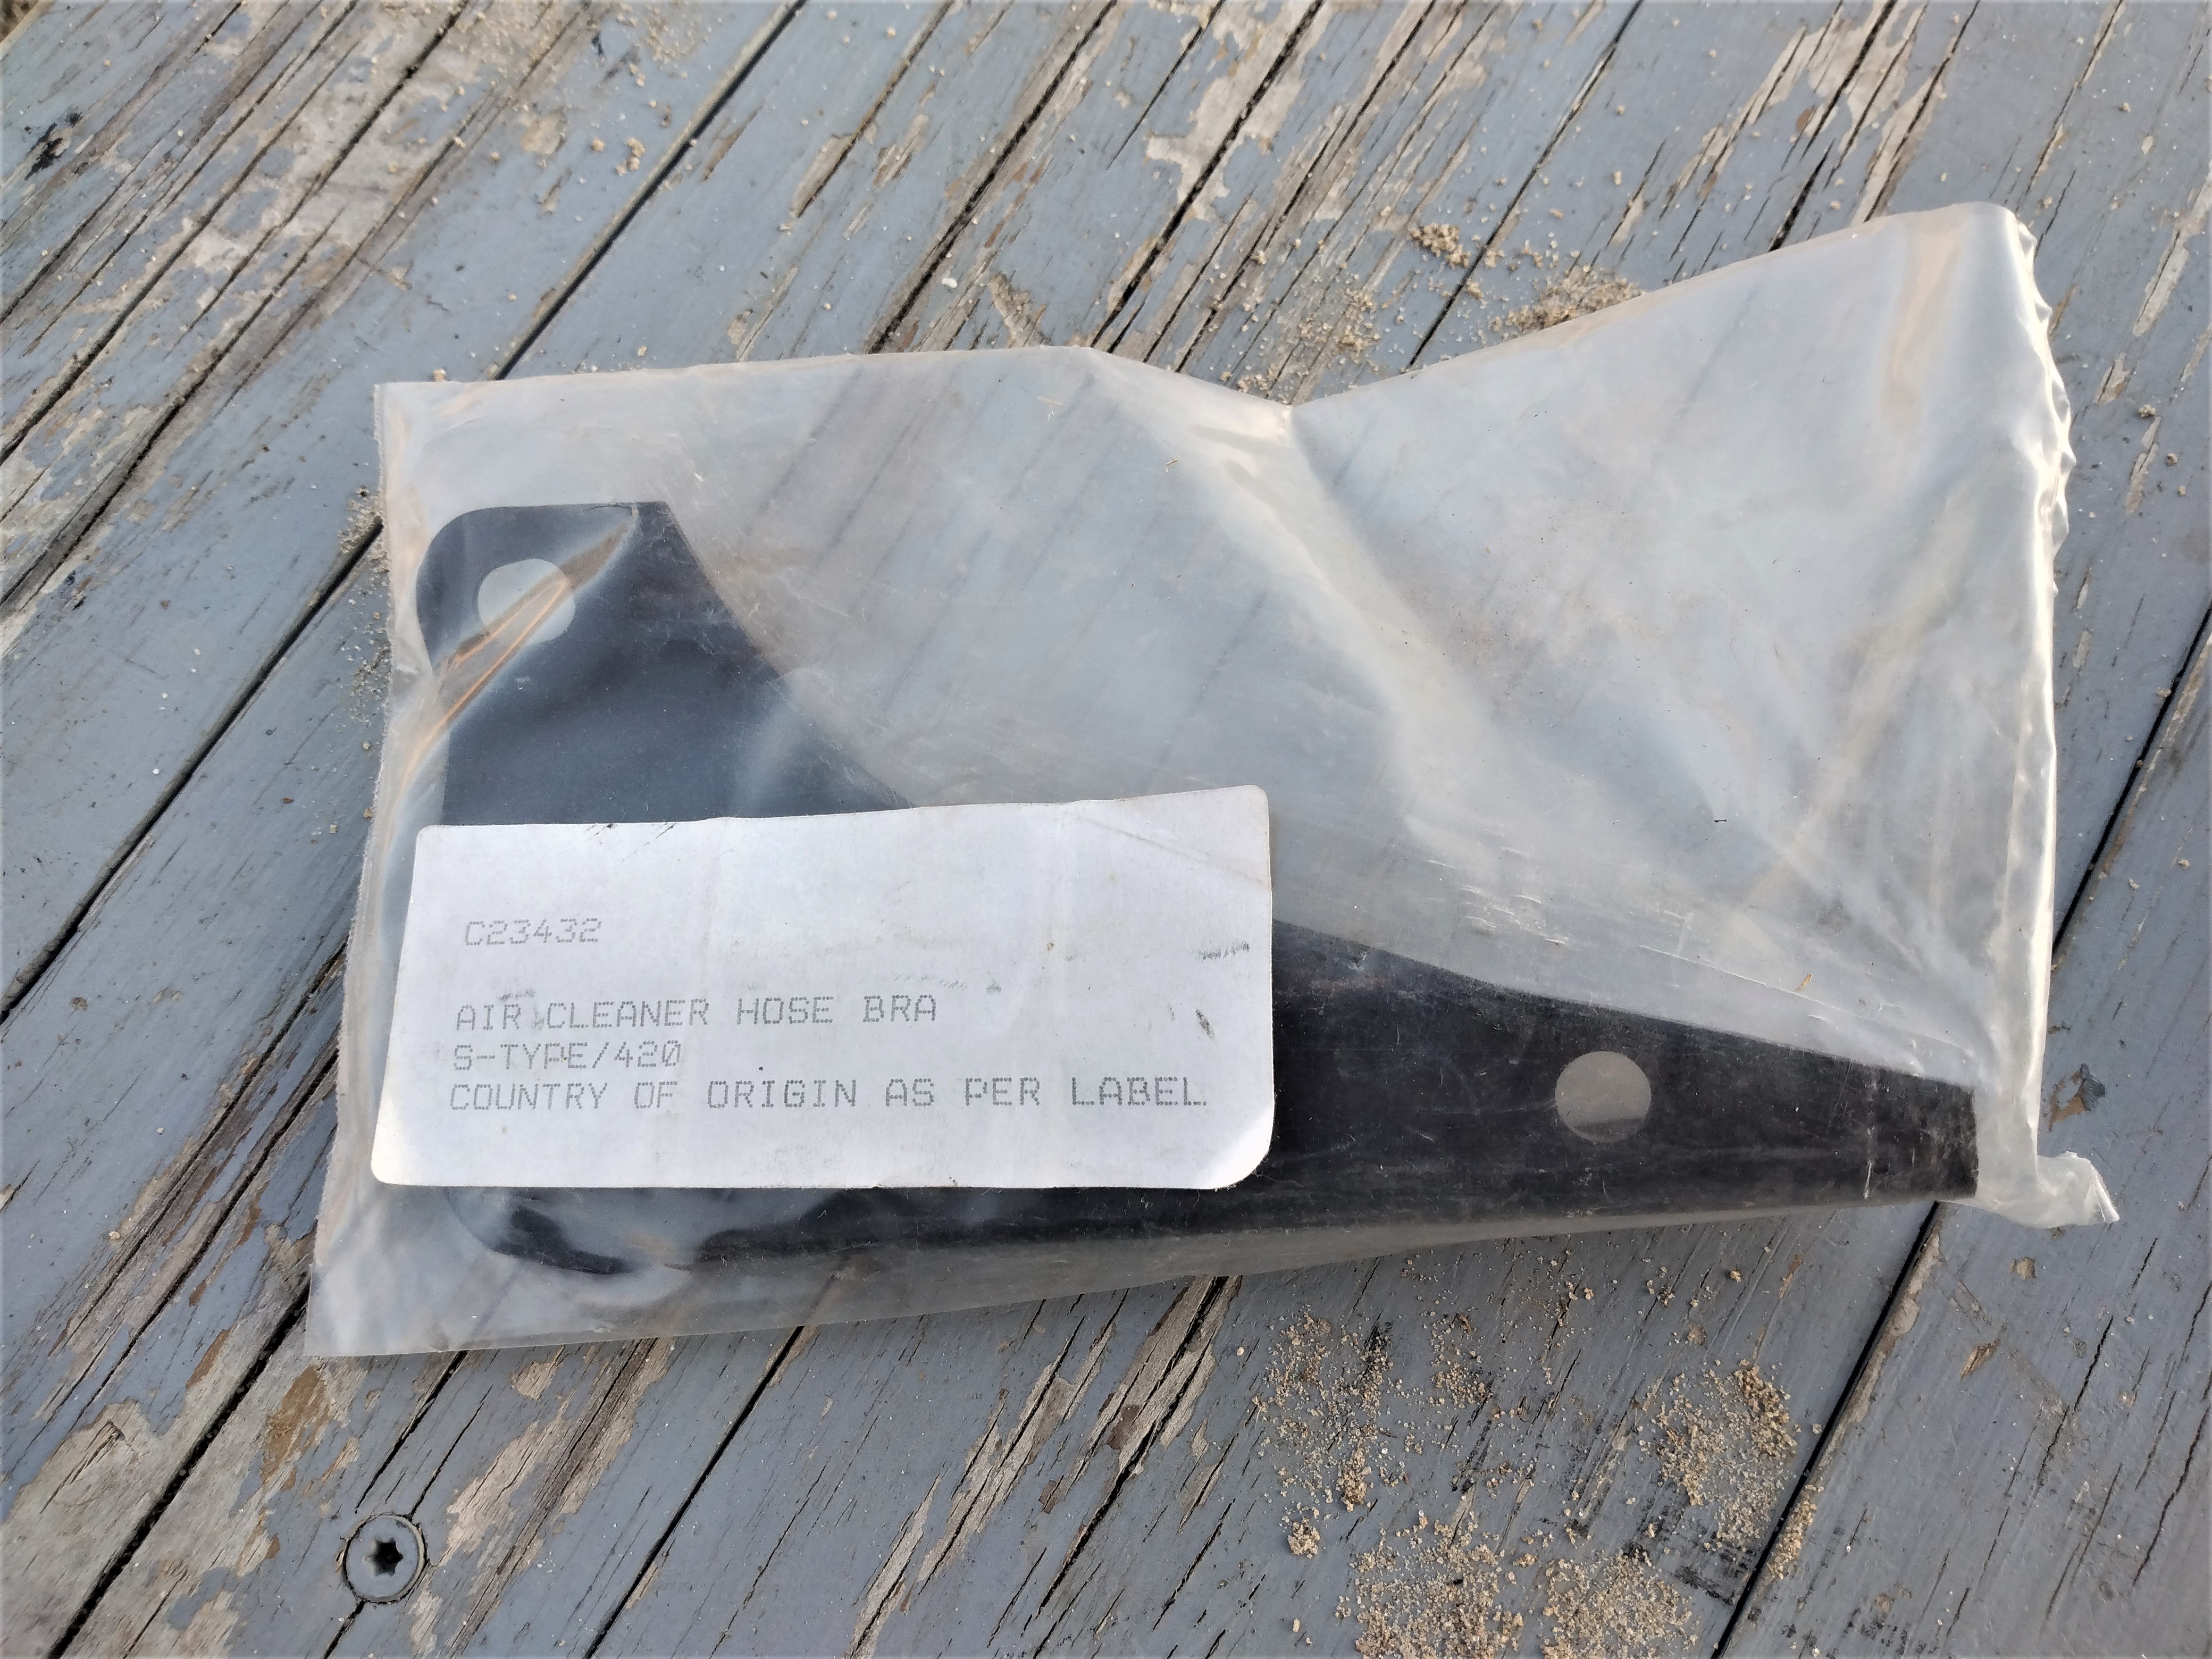 C23432
AIR CLEANER HOSE BRA
S-TYPE/420
COUNTRY OF ORIGIN AS PER LABEL